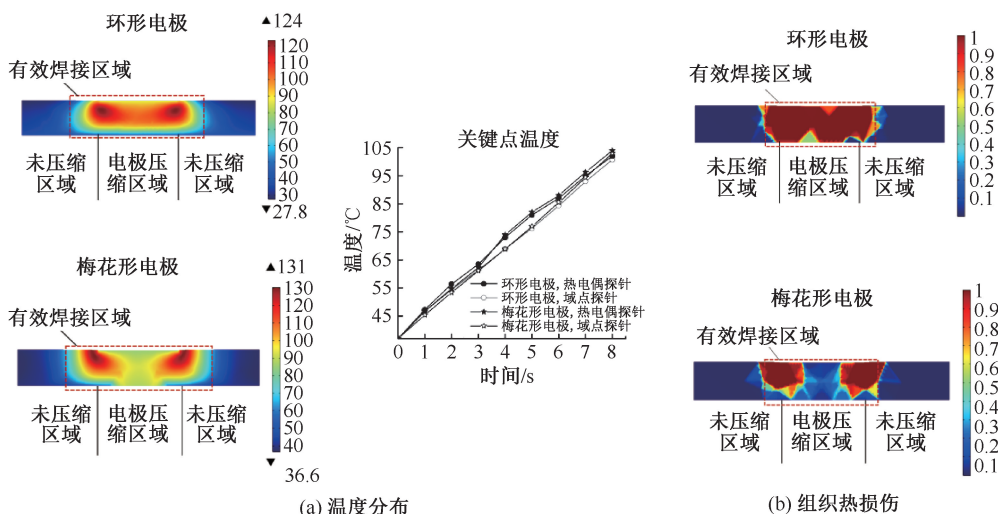 环形电极
▲124
120
110
100
90
80
70
60
50
40
30
▼27.8
有效焊接区域
未压缩
区域
电极压
缩区域
未压缩
区域
梅花形电极
▲131
130
120
110
100
90
80
70
60
50
40
▼
36.6
有效焊接区域
未压缩
区域
电极压
缩区域
未压缩
区域
关键点温度
105
95
85
75
65
55
45
温度/℃
环形电极, 热电偶探针
环形电极, 域点探针
梅花形电极, 热电偶探针
梅花形电极, 域点探针
0 1 2 3 4 5 6 7 8
时间/s
(a) 温度分布
环形电极
1
0.9
0.8
0.7
0.6
0.5
0.4
0.3
0.2
0.1
有效焊接区域
未压缩
区域
电极压
缩区域
未压缩
区域
梅花形电极
1
0.9
0.8
0.7
0.6
0.5
0.4
0.3
0.2
0.1
有效焊接区域
未压缩
区域
电极压
缩区域
未压缩
区域
(b) 组织热损伤